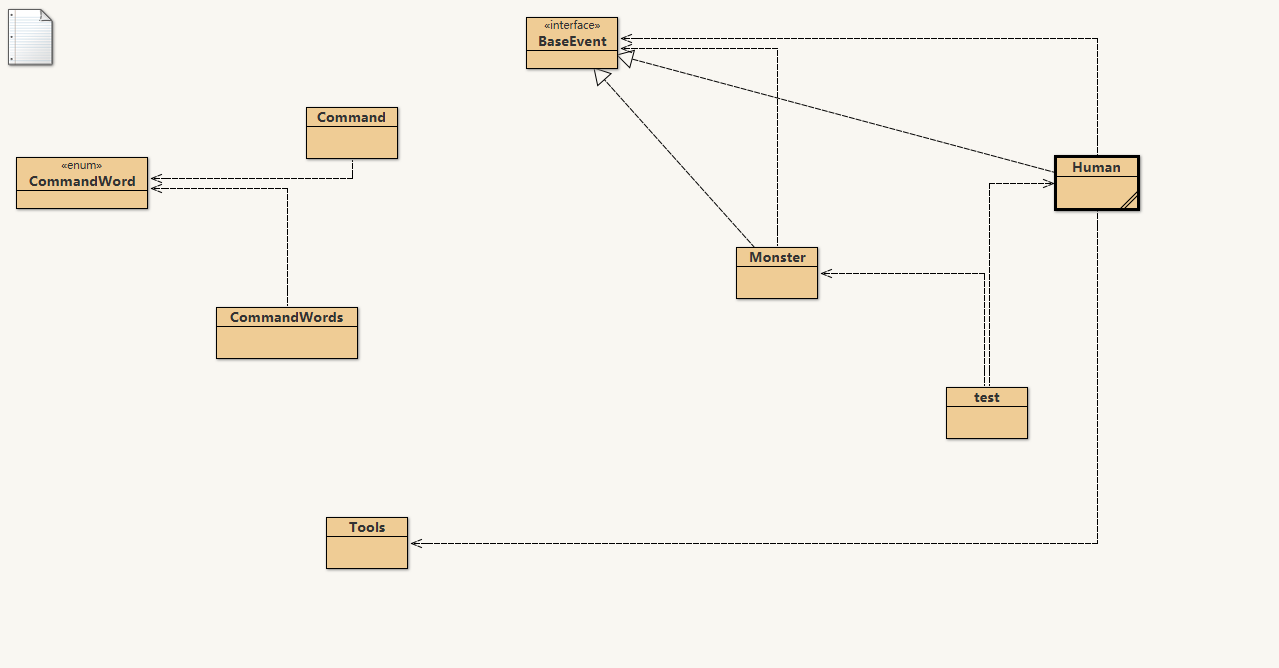 «interface»
BaseEvent
Command
«enum»
CommandWord
Human
Monster
CommandWords
test
Tools